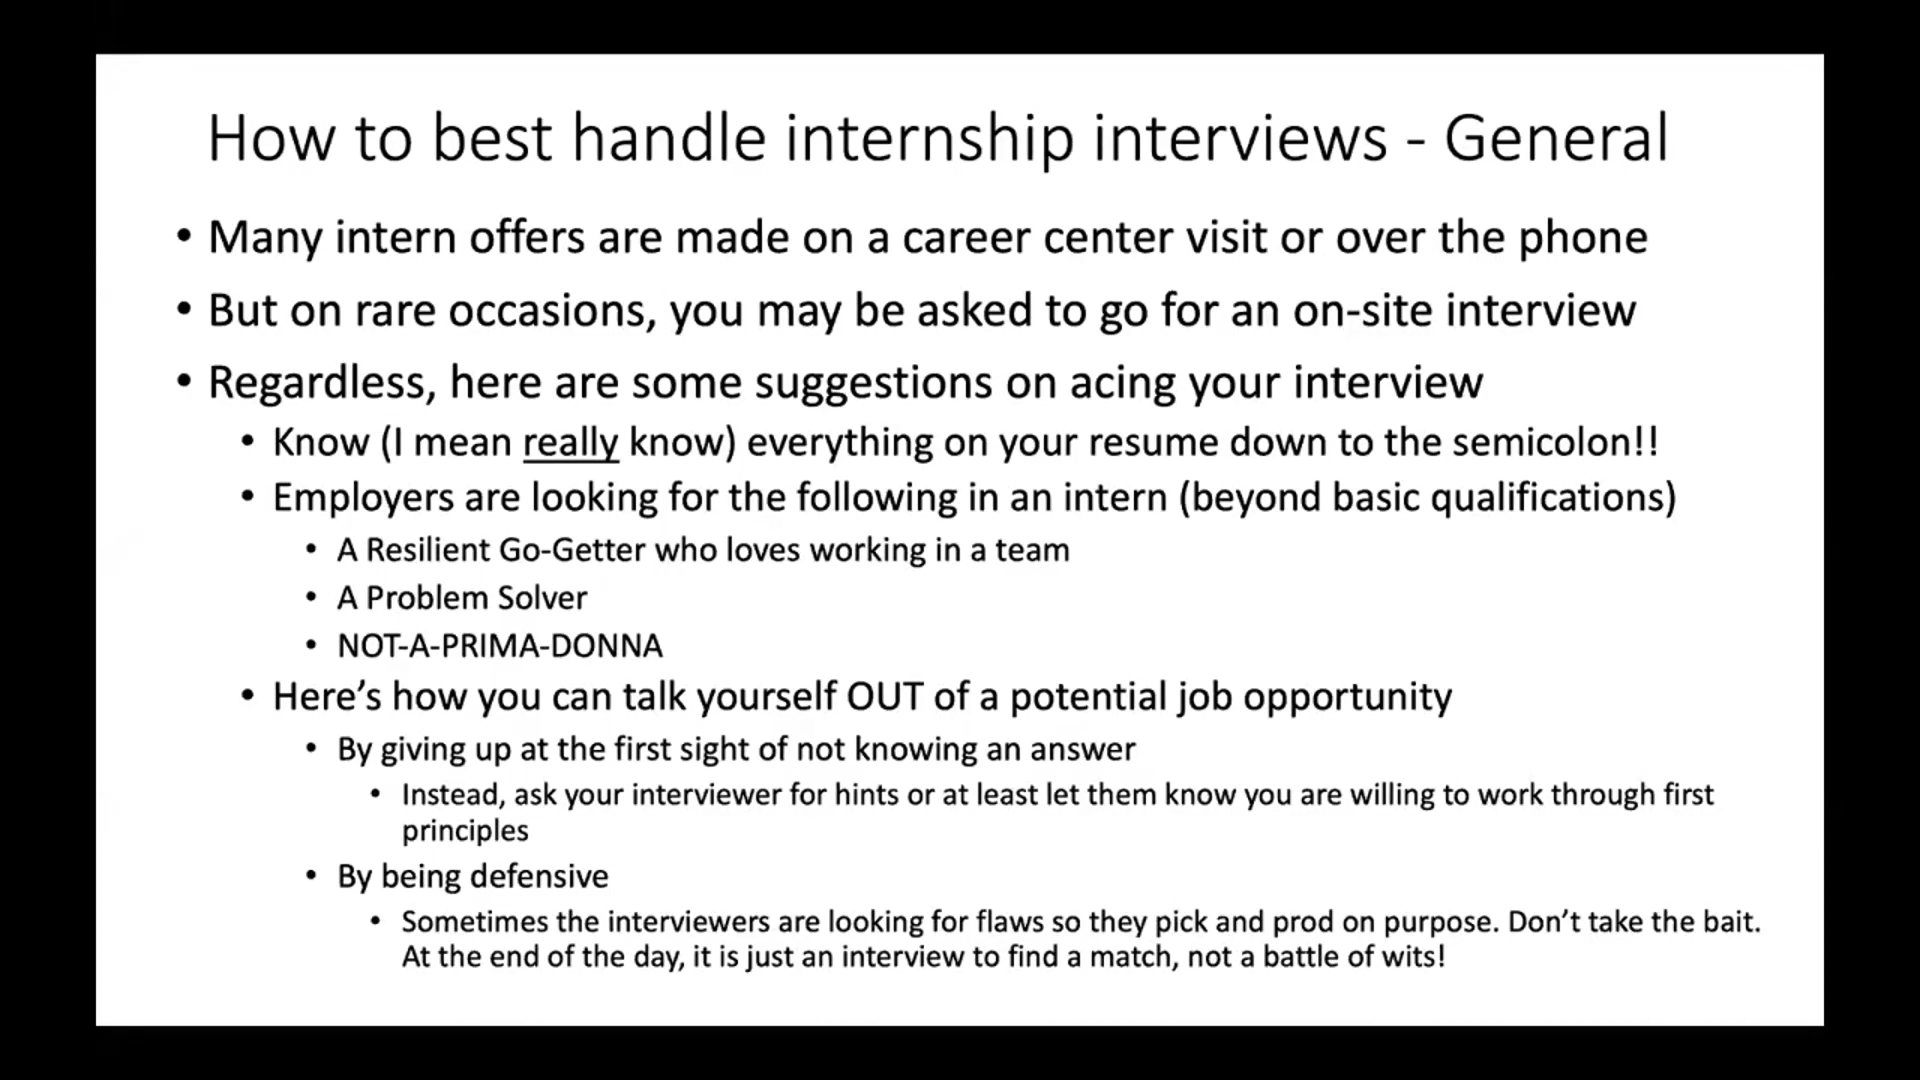 How to best handle internship interviews - General
• Many intern offers are made on a career center visit or over the phone
• But on rare occasions, you may be asked to go for an on-site interview
• Regardless, here are some suggestions on acing your interview
• Know (I mean really know) everything on your resume down to the semicolon!!
• Employers are looking for the following in an intern (beyond basic qualifications)
• A Resilient Go-Getter who loves working in a team
• A Problem Solver
• NOT-A-PRIMA-DONNA
• Here’s how you can talk yourself OUT of a potential job opportunity
• By giving up at the first sight of not knowing an answer
• Instead, ask your interviewer for hints or at least let them know you are willing to work through first
principles
• By being defensive
• Sometimes the interviewers are looking for flaws so they pick and prod on purpose. Don’t take the bait.
At the end of the day, it is just an interview to find a match, not a battle of wits!